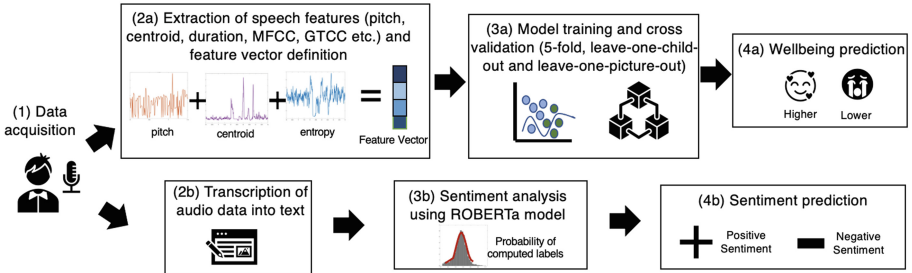 (1) Data
acquisition
(2a) Extraction of speech features (pitch,
centroid, duration, MFCC, GTCC etc.) and
feature vector definition
pitch
centroid
entropy
Feature Vector
(3a) Model training and cross
validation (5-fold, leave-one-child-
out and leave-one-picture-out)
(4a) Wellbeing prediction
Higher
Lower
(2b) Transcription of
audio data into text
(3b) Sentiment analysis
using ROBERTa model
Probability of
computed labels
(4b) Sentiment prediction
Positive
Sentiment
Negative
Sentiment